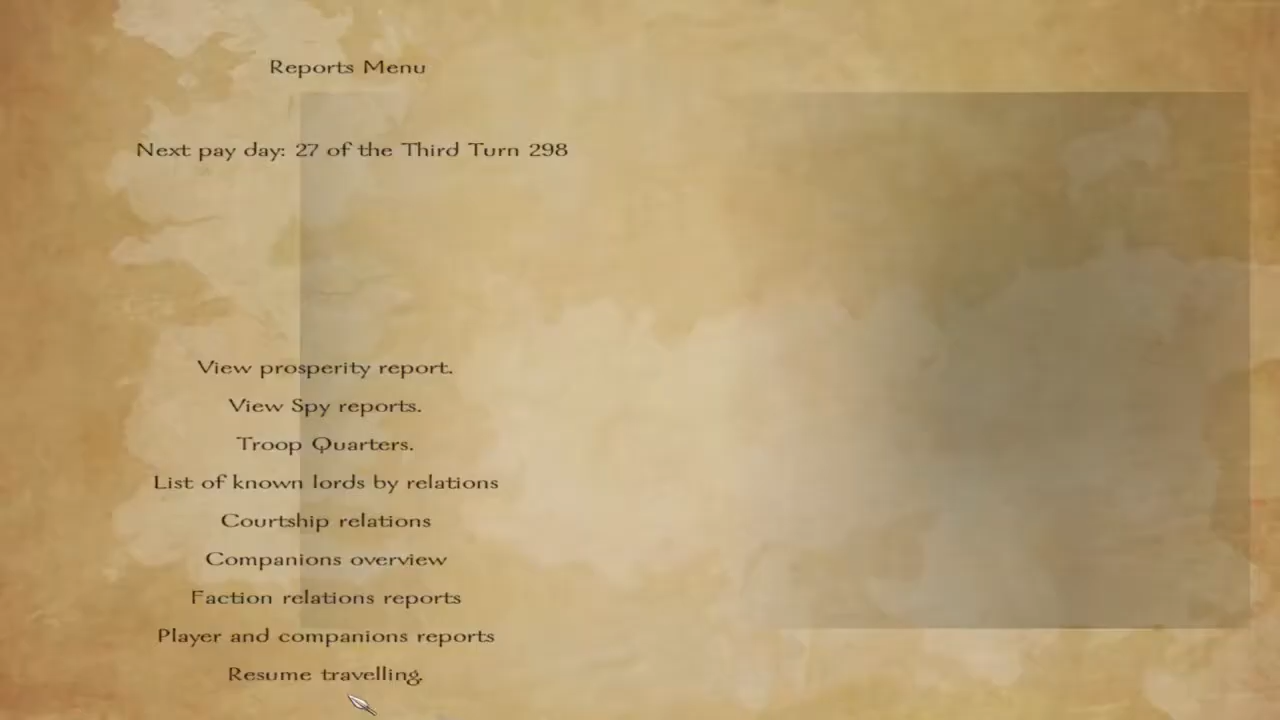 Reports Menu
Next pay day: 27 of the Third Turn 298
View prosperity report.
View Spy reports.
Troop Quarters.
List of known lords by relations
Courtship relations
Companions overview
Faction relations reports
Player and companions reports
Resume travelling.